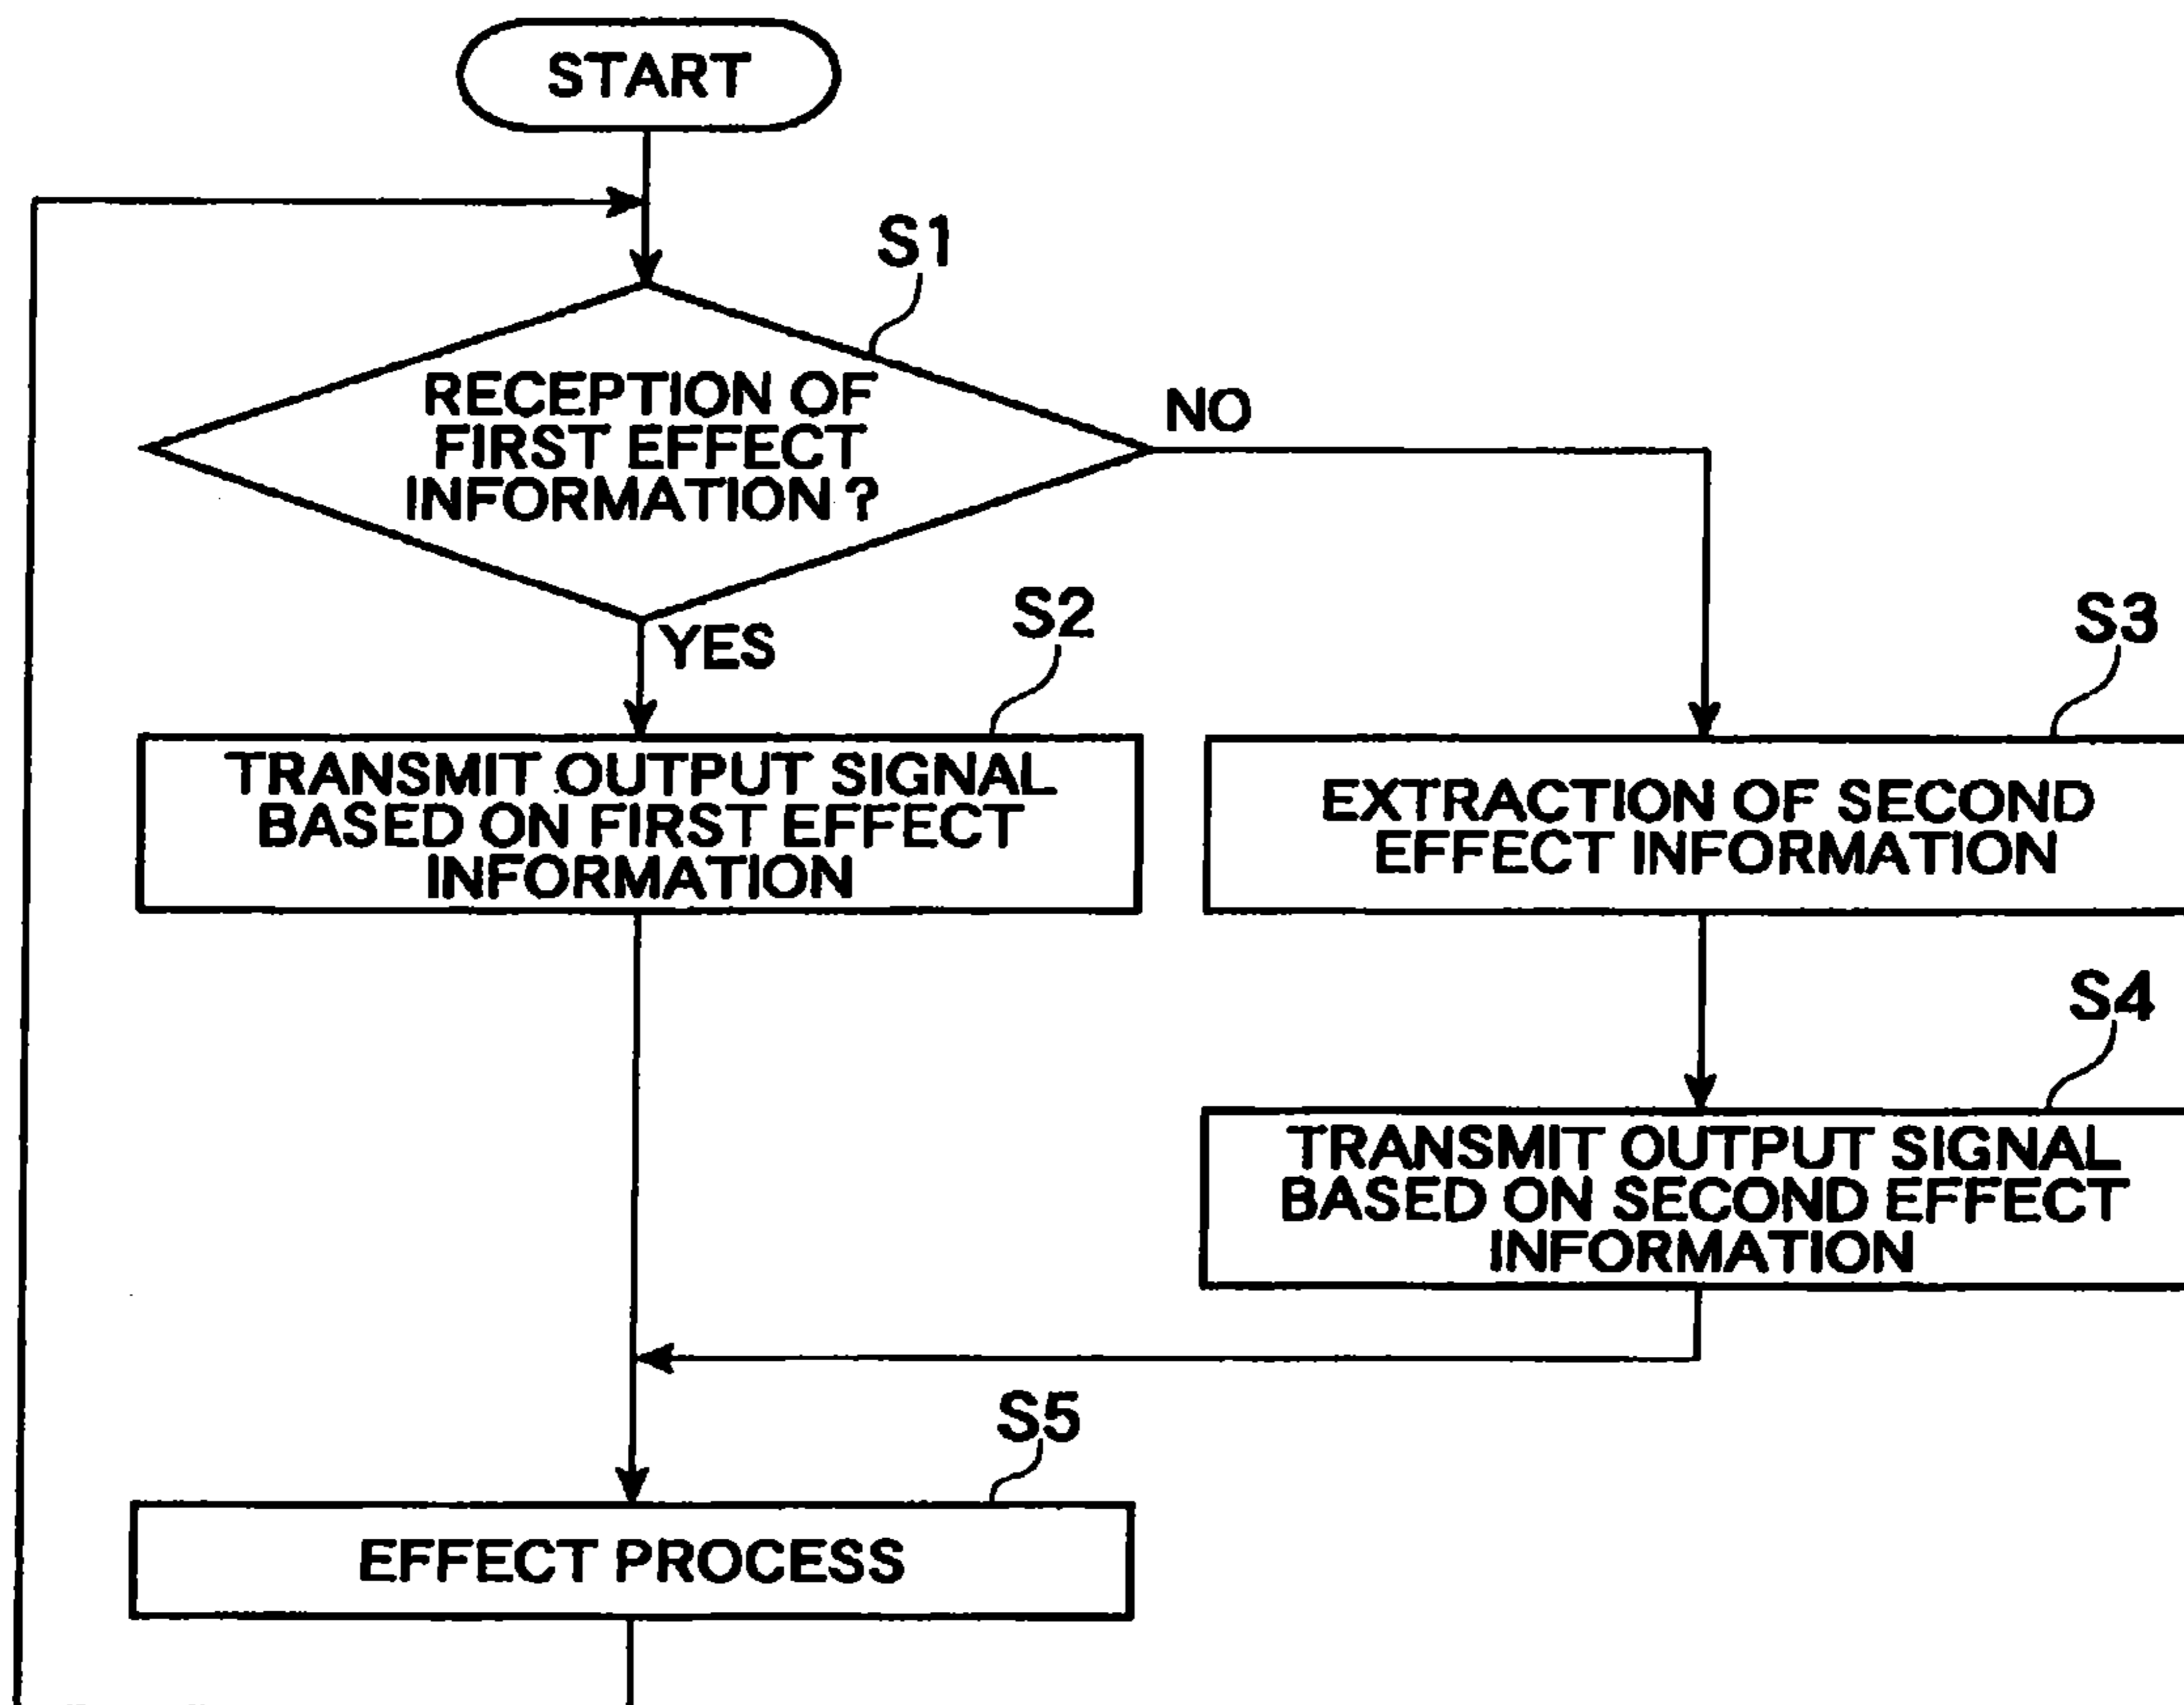 START
S1
RECEPTION OF
FIRST EFFECT
INFORMATION ?
NO
YES
S2
TRANSMIT OUTPUT SIGNAL
BASED ON FIRST EFFECT
INFORMATION
S3
EXTRACTION OF SECOND
EFFECT INFORMATION
S4
TRANSMIT OUTPUT SIGNAL
BASED ON SECOND EFFECT
INFORMATION
S5
EFFECT PROCESS